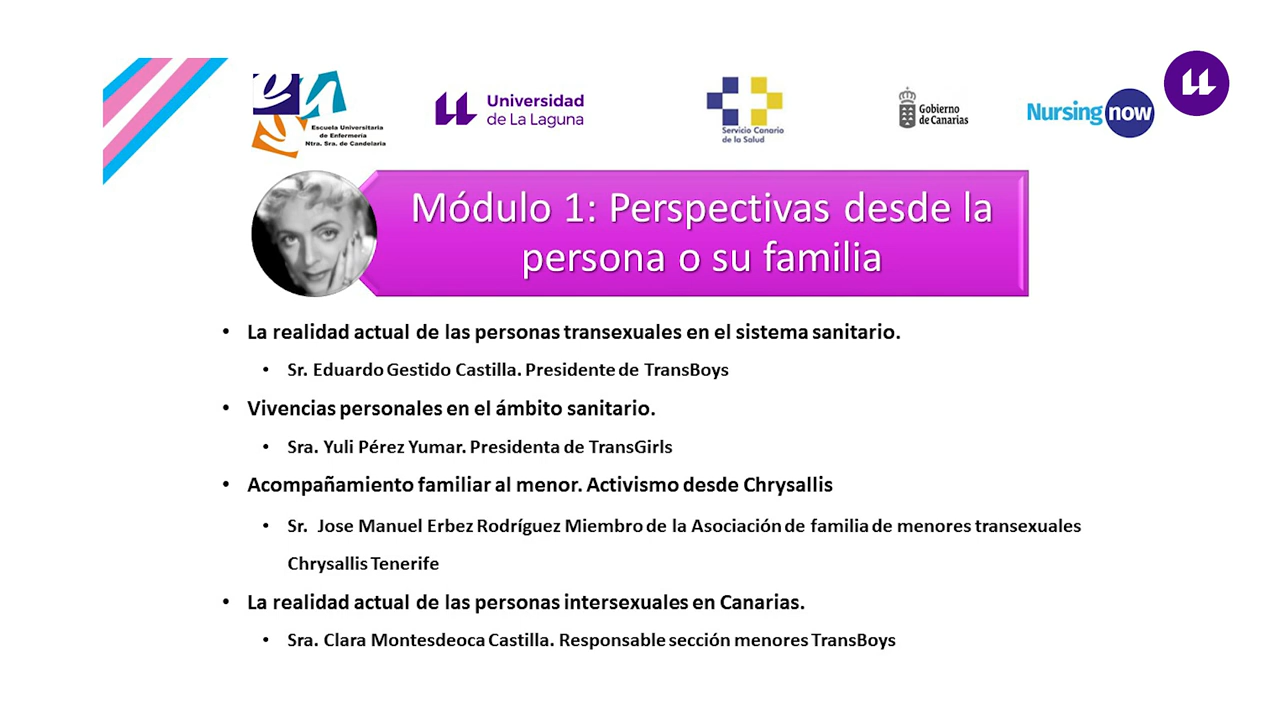 en
Escuela Universitaria
de Enfermería
Ntra. Sra. de Candelaria
Universidad
de La Laguna
Servicio Canario
de la Salud
Gobierno
de Canarias
Nursing now
Módulo 1: Perspectivas desde la
persona o su familia
• La realidad actual de las personas transexuales en el sistema sanitario.
• Sr. Eduardo Gestido Castilla. Presidente de TransBoys
• Vivencias personales en el ámbito sanitario.
• Sra. Yuli Pérez Yumar. Presidenta de TransGirls
• Acompañamiento familiar al menor. Activismo desde Chrysallis
• Sr. Jose Manuel Erbez Rodríguez Miembro de la Asociación de familia de menores transexuales
Chrysallis Tenerife
• La realidad actual de las personas intersexuales en Canarias.
• Sra. Clara Montesdeoca Castilla. Responsable sección menores TransBoys